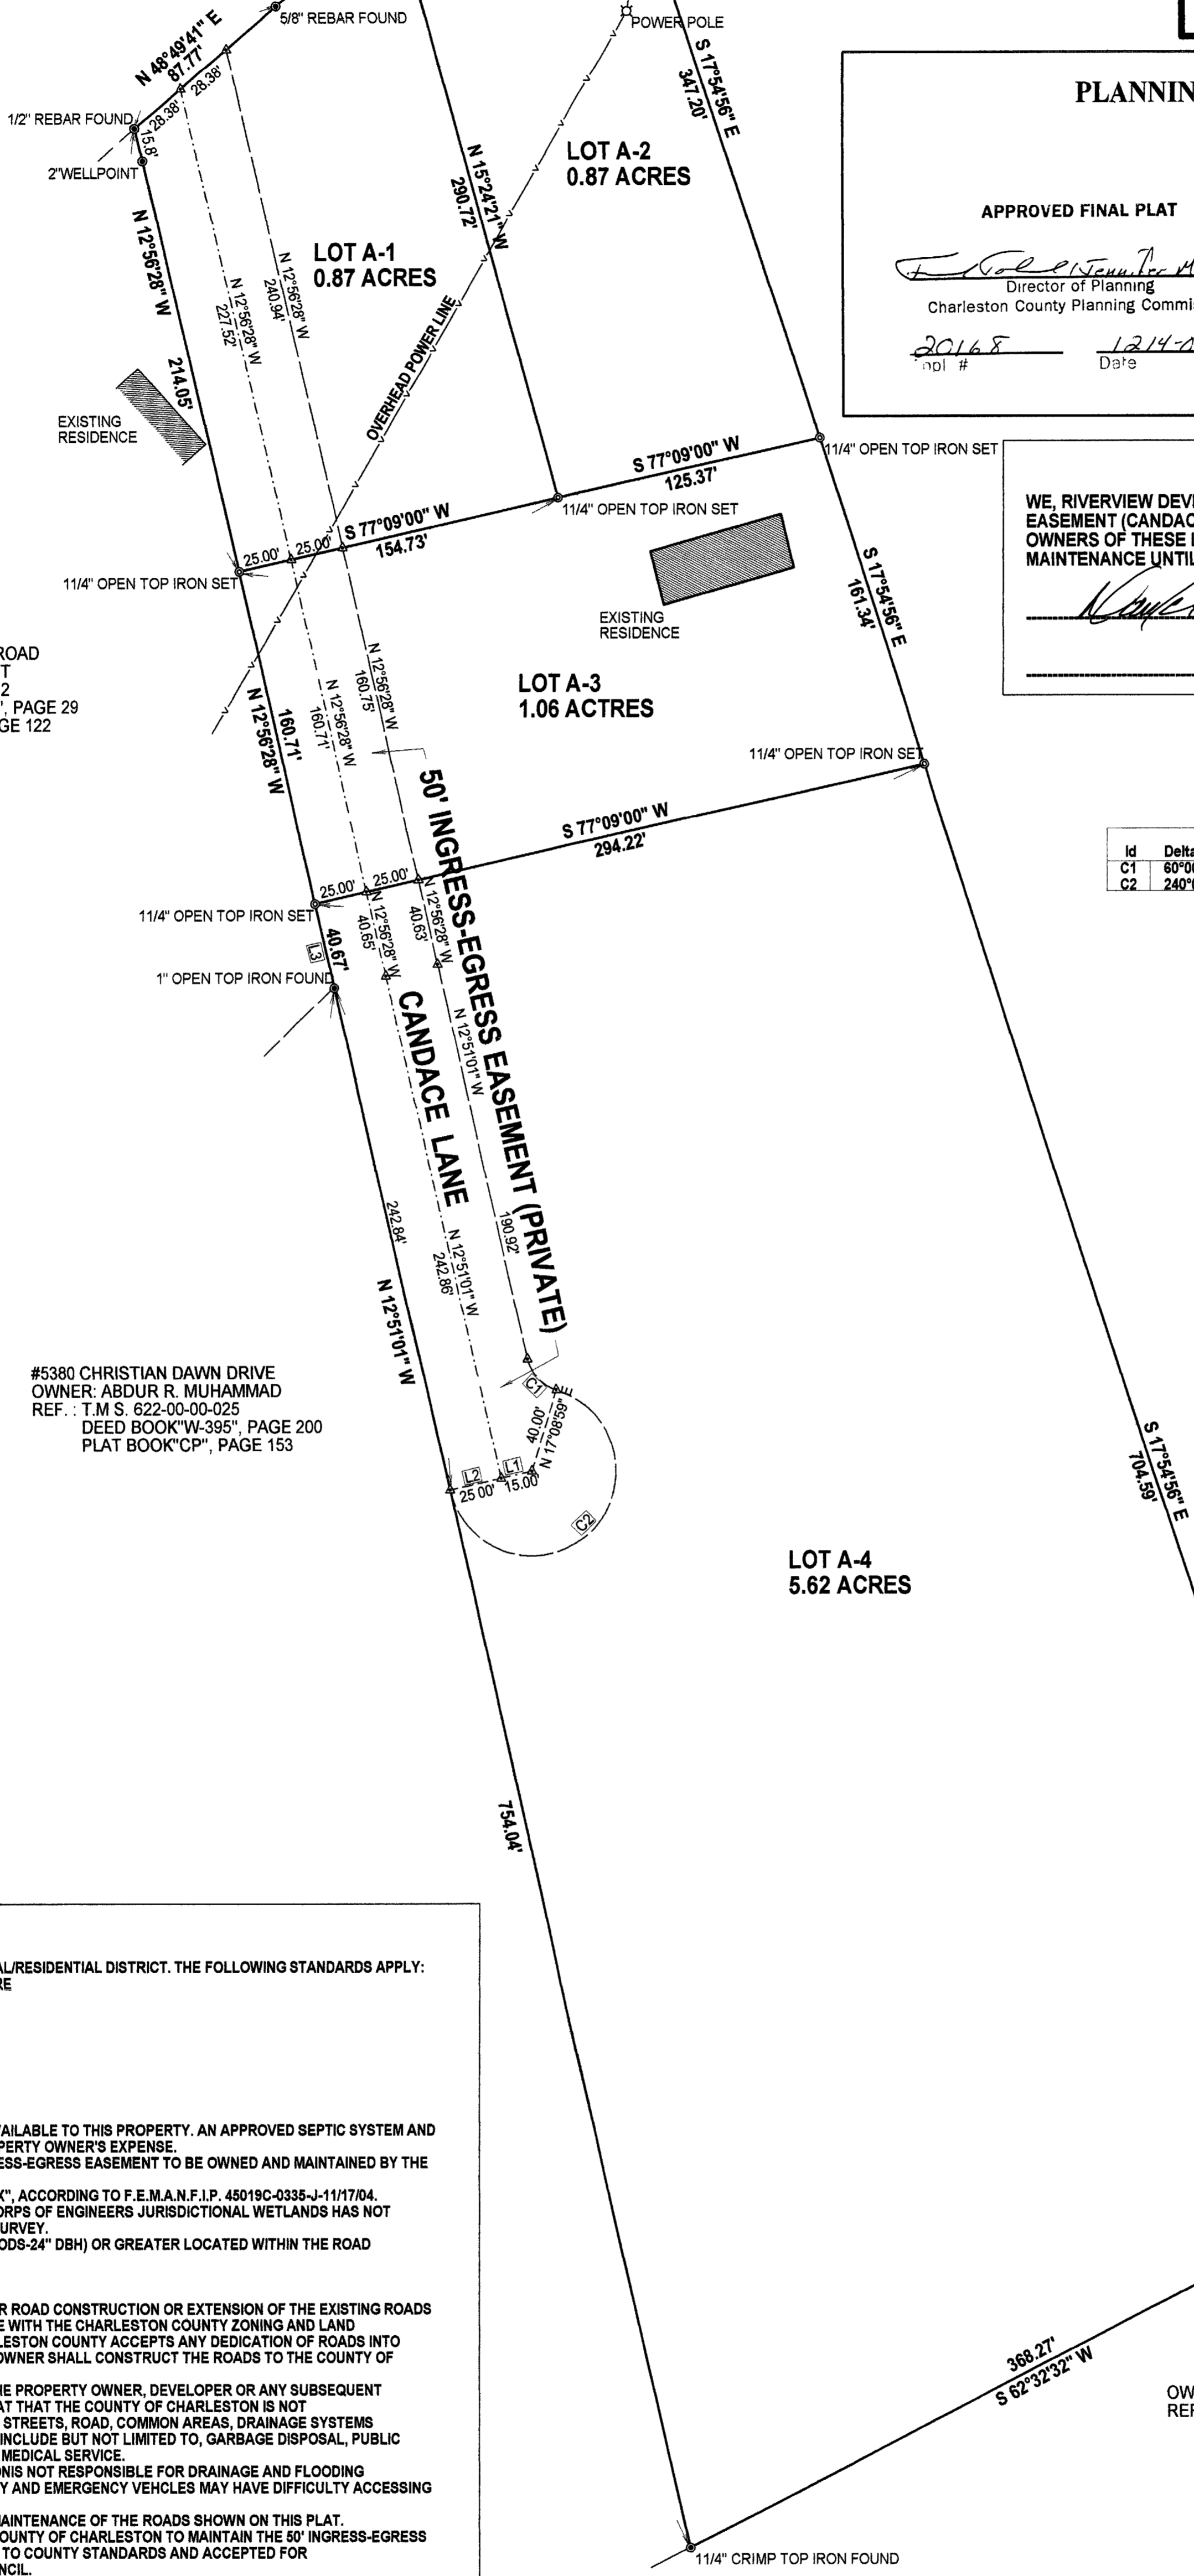 N 48°49'41" E
87.77'
28.38'
28.38'
5/8" REBAR FOUND
1/2" REBAR FOUND
15.8'
2"WELLPOINT
POWER POLE
S 17°54'56" E
347.20'
PLANNIN
APPROVED FINAL PLAT
Director of Planning
Charleston County Planning Commis
20168
1214-0
Date
LOT A-2
0.87 ACRES
N 15°24'21" W
290.72'
LOT A-1
0.87 ACRES
N 12°56'28" W
214.05'
N 12°56'28" W
227.52'
N 12°56'28" W
240.94'
OVERHEAD POWER LINE
EXISTING
RESIDENCE
S 77°09'00" W
125.37'
11/4" OPEN TOP IRON SET
11/4" OPEN TOP IRON SET
25.00'
25.00'
S 77°09'00" W
154.73'
11/4" OPEN TOP IRON SET
WE, RIVERVIEW DEVE
EASEMENT (CANDAC
OWNERS OF THESE L
MAINTENANCE UNTIL
EXISTING
RESIDENCE
S 17°54'56" E
161.34'
ROAD
T
2
", PAGE 29
GE 122
LOT A-3
1.06 ACTRES
N 12°56'28" W
160.71'
N 12°56'28" W
160.71'
N 12°56'28" W
160.75'
11/4" OPEN TOP IRON SET
S 77°09'00" W
294.22'
Id Delta
C1 60°00
C2 240°0
25.00'
25.00'
11/4" OPEN TOP IRON SET
L3
40.67'
N 12°56'28" W
40.65'
N 12°56'28" W
40.63'
1" OPEN TOP IRON FOUND
50' INGRESS-EGRESS EASEMENT (PRIVATE)
CANDACE LANE
N 12°51'01" W
190.92'
242.84'
N 12°51'01" W
N 12°51'01" W
242.86'
#5380 CHRISTIAN DAWN DRIVE
OWNER: ABDUR R. MUHAMMAD
REF. : T.M S. 622-00-00-025
DEED BOOK"W-395", PAGE 200
PLAT BOOK"CP", PAGE 153
C1
40.00'
N 17°08'59" E
L2
25 00'
L1
15.00'
C2
S 17°54'56" E
704.59'
LOT A-4
5.62 ACRES
754.04'
AL/RESIDENTIAL DISTRICT. THE FOLLOWING STANDARDS APPLY:
RE
VAILABLE TO THIS PROPERTY. AN APPROVED SEPTIC SYSTEM AND
PERTY OWNER'S EXPENSE.
ESS-EGRESS EASEMENT TO BE OWNED AND MAINTAINED BY THE
X", ACCORDING TO F.E.M.A.N.F.I.P. 45019C-0335-J-11/17/04.
ORPS OF ENGINEERS JURISDICTIONAL WETLANDS HAS NOT
URVEY.
ODS-24" DBH) OR GREATER LOCATED WITHIN THE ROAD
R ROAD CONSTRUCTION OR EXTENSION OF THE EXISTING ROADS
E WITH THE CHARLESTON COUNTY ZONING AND LAND
LESTON COUNTY ACCEPTS ANY DEDICATION OF ROADS INTO
OWNER SHALL CONSTRUCT THE ROADS TO THE COUNTY OF
HE PROPERTY OWNER, DEVELOPER OR ANY SUBSEQUENT
AT THAT THE COUNTY OF CHARLESTON IS NOT
STREETS, ROAD, COMMON AREAS, DRAINAGE SYSTEMS
INCLUDE BUT NOT LIMITED TO, GARBAGE DISPOSAL, PUBLIC
MEDICAL SERVICE.
ONIS NOT RESPONSIBLE FOR DRAINAGE AND FLOODING
Y AND EMERGENCY VEHCLES MAY HAVE DIFFICULTY ACCESSING
MAINTENANCE OF THE ROADS SHOWN ON THIS PLAT.
OUNTY OF CHARLESTON TO MAINTAIN THE 50' INGRESS-EGRESS
TO COUNTY STANDARDS AND ACCEPTED FOR
NCIL.
368.27'
S 62°32'32" W
OW
REF
11/4" CRIMP TOP IRON FOUND